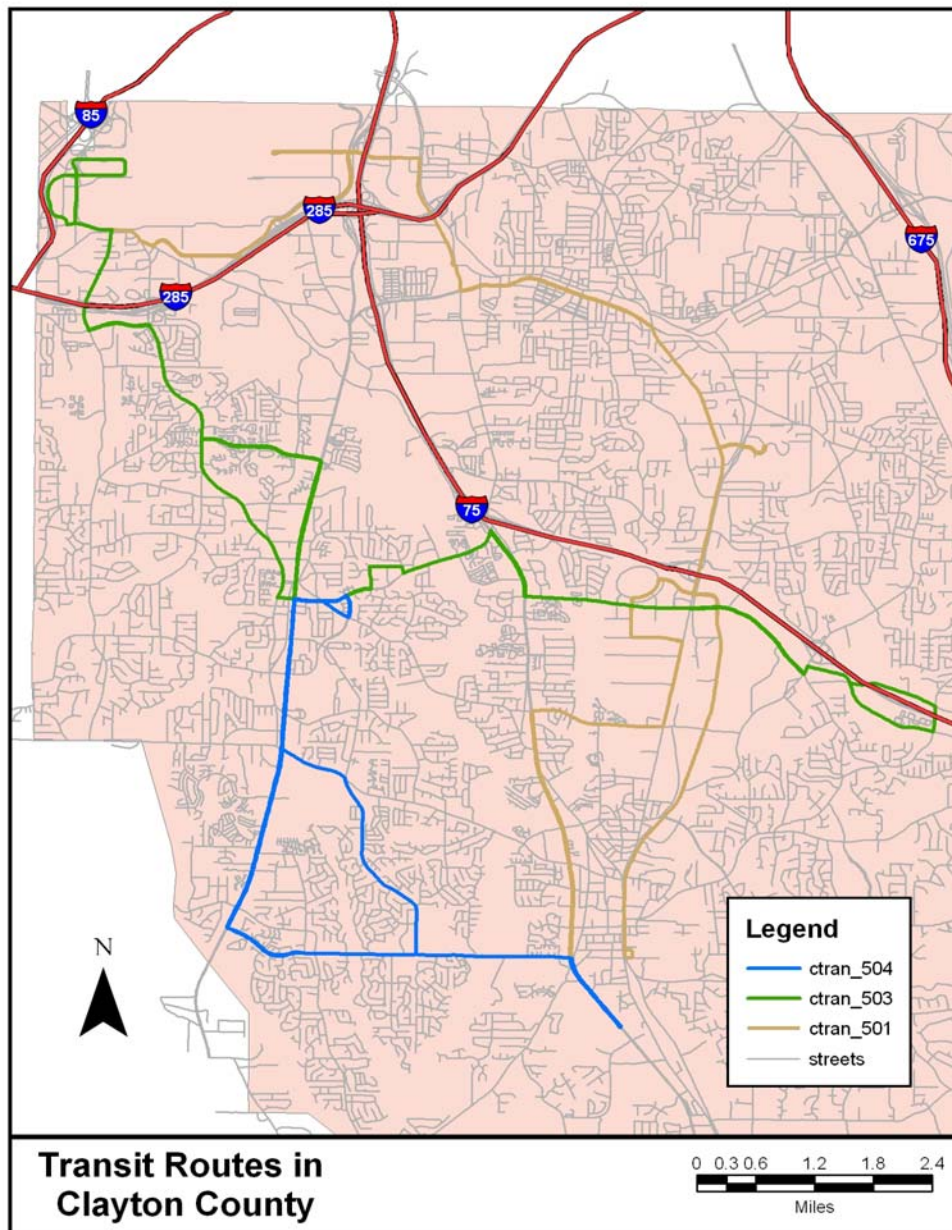 85
285
675
285
75
N
Legend
ctran_504
ctran_503
ctran_501
streets
Transit Routes in
Clayton County
0 0.3 0.6 1.2 1.8 2.4
Miles